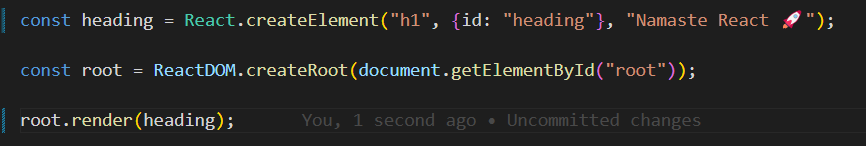 const heading = React.createElement("h1", {id: "heading"}, "Namaste React 🚀");
const root = ReactDOM.createRoot(document.getElementById("root"));
root.render(heading); You, 1 second ago • Uncommitted changes